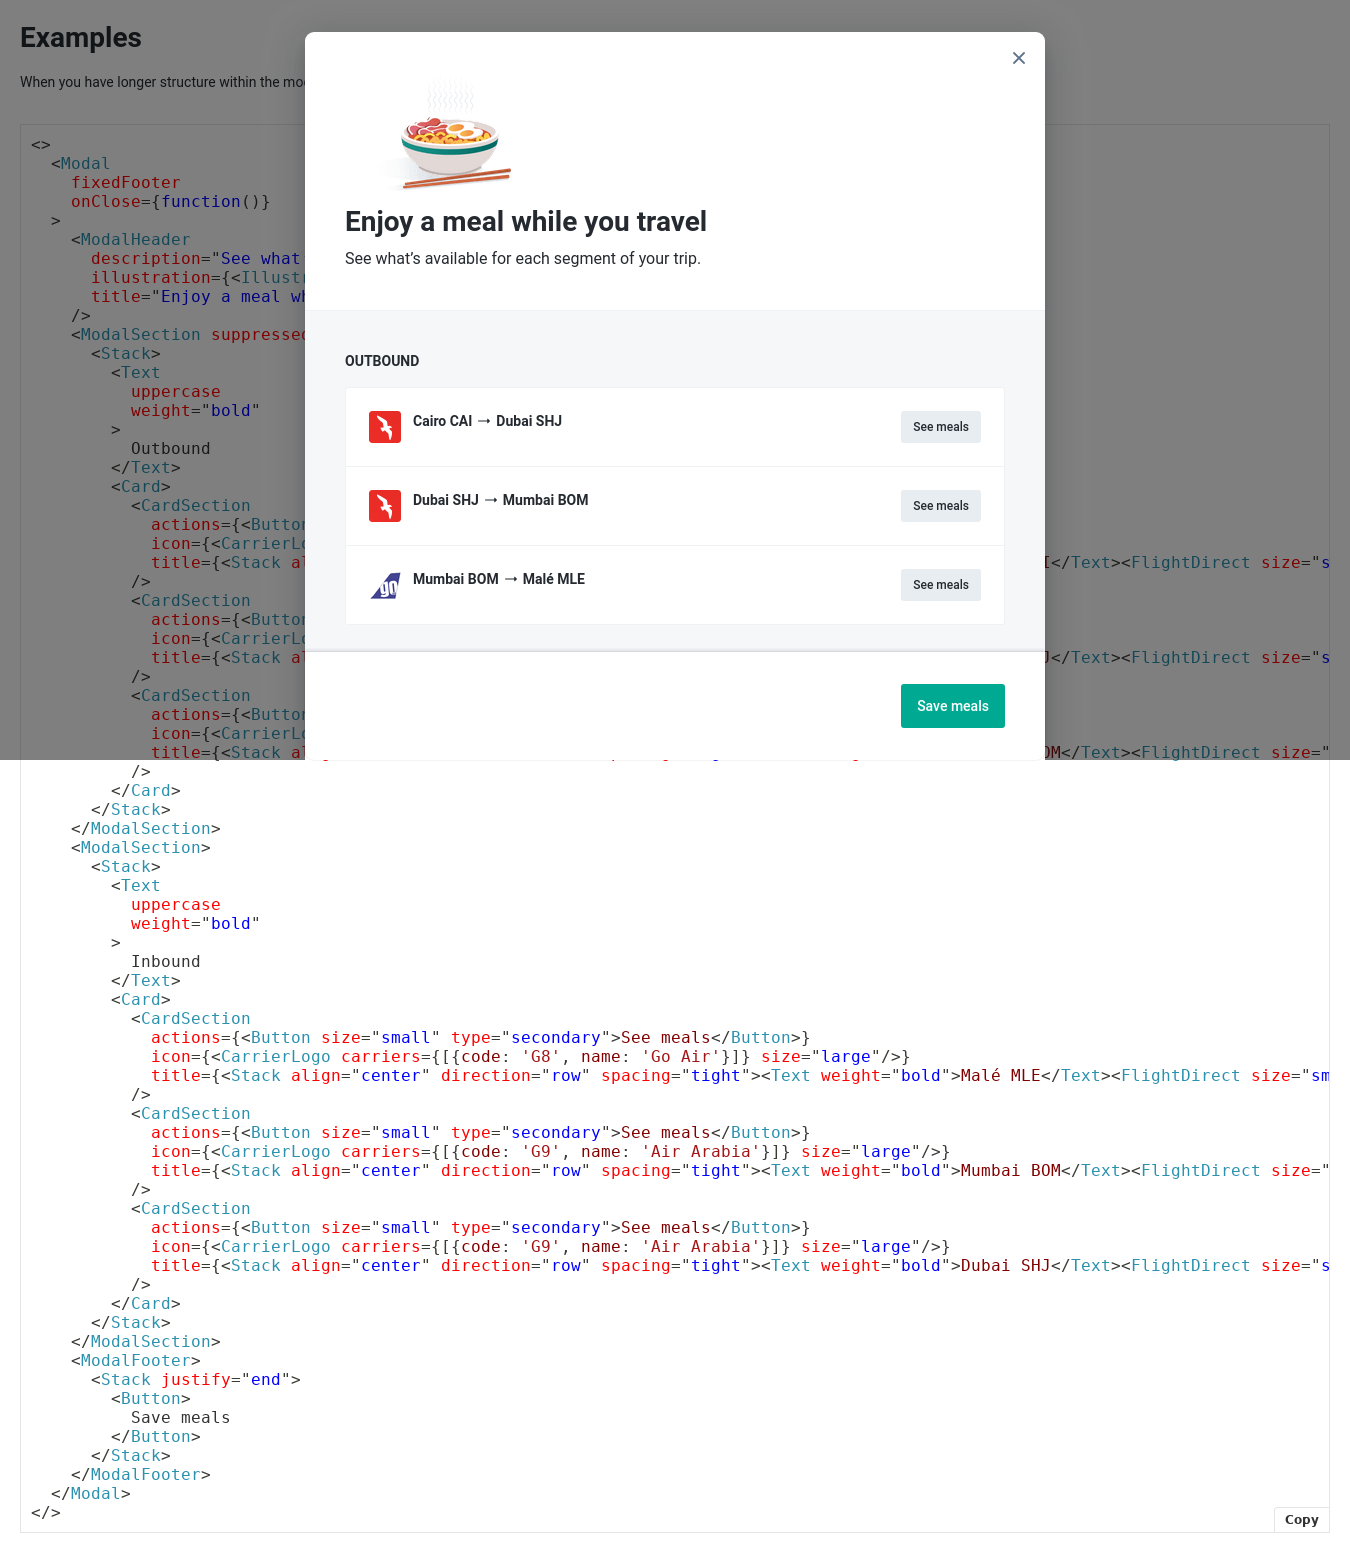 Examples
When you have longer structure within the mo
<>
<Modal
fixedFooter
onClose={function()}
>
<ModalHeader
description="See what
illustration={<Illust
title="Enjoy a meal w
/>
<ModalSection suppressed
<Stack>
<Text
uppercase
weight="bold"
>
Outbound
</Text>
<Card>
<CardSection
actions={<Button
icon={<CarrierL
title={<Stack al
I</Text><FlightDirect size="s
/>
<CardSection
actions={<Button
icon={<CarrierL
title={<Stack al
J</Text><FlightDirect size="s
/>
<CardSection
actions={<Button
icon={<CarrierL
title={<Stack al
OM</Text><FlightDirect size="
/>
</Card>
</Stack>
</ModalSection>
<ModalSection>
<Stack>
<Text
uppercase
weight="bold"
>
Inbound
</Text>
<Card>
<CardSection
actions={<Button size="small" type="secondary">See meals</Button>}
icon={<CarrierLogo carriers={[{code: 'G8', name: 'Go Air'}]} size="large"/>}
title={<Stack align="center" direction="row" spacing="tight"><Text weight="bold">Malé MLE</Text><FlightDirect size="sm
/>
<CardSection
actions={<Button size="small" type="secondary">See meals</Button>}
icon={<CarrierLogo carriers={[{code: 'G9', name: 'Air Arabia'}]} size="large"/>}
title={<Stack align="center" direction="row" spacing="tight"><Text weight="bold">Mumbai BOM</Text><FlightDirect size="
/>
<CardSection
actions={<Button size="small" type="secondary">See meals</Button>}
icon={<CarrierLogo carriers={[{code: 'G9', name: 'Air Arabia'}]} size="large"/>}
title={<Stack align="center" direction="row" spacing="tight"><Text weight="bold">Dubai SHJ</Text><FlightDirect size="s
/>
</Card>
</Stack>
</ModalSection>
<ModalFooter>
<Stack justify="end">
<Button>
Save meals
</Button>
</Stack>
</ModalFooter>
</Modal>
</>
Copy
Enjoy a meal while you travel
See what’s available for each segment of your trip.
OUTBOUND
Cairo CAI → Dubai SHJ
See meals
Dubai SHJ → Mumbai BOM
See meals
go
Mumbai BOM → Malé MLE
See meals
Save meals